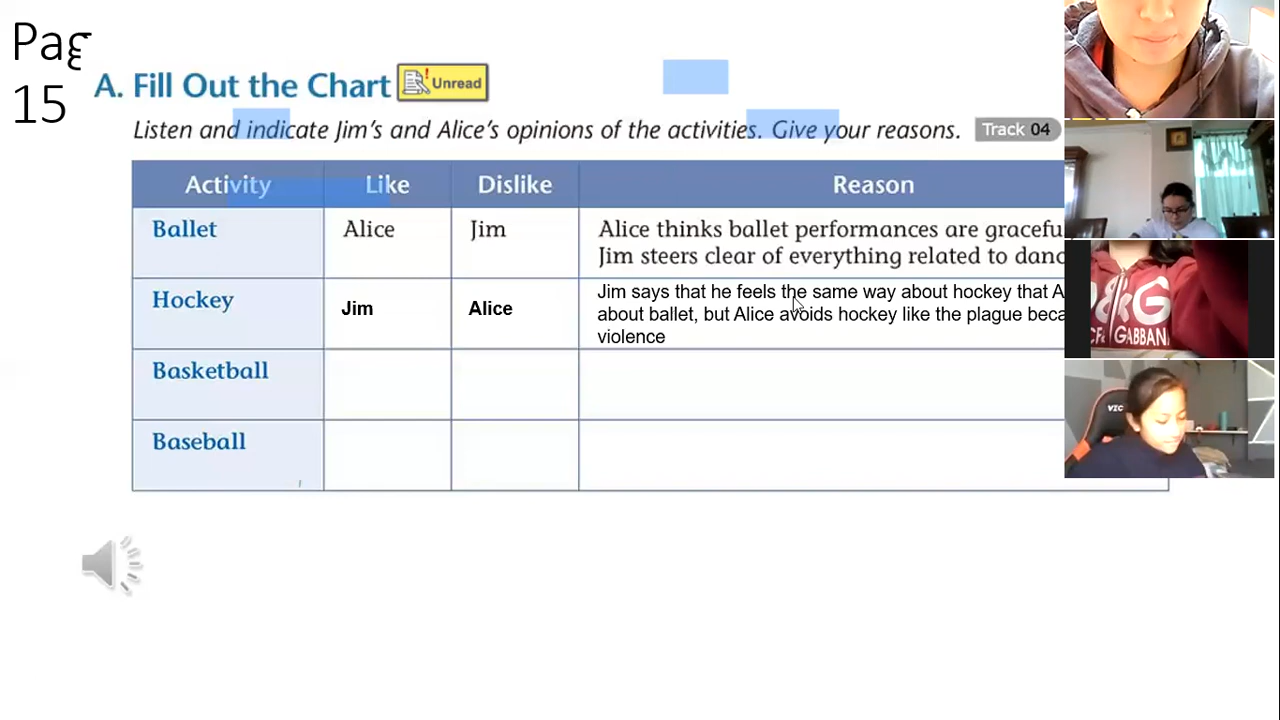 Pag
15
A. Fill Out the Chart
Unread
Listen and indicate Jim's and Alice's opinions of the activities. Give your reasons. Track 04
Activity Like Dislike Reason
Ballet Alice Jim Alice thinks ballet performances are gracefu
Jim steers clear of everything related to danc
Hockey Jim Alice Jim says that he feels the same way about hockey that A
about ballet, but Alice avoids hockey like the plague beca
violence
Basketball
Baseball
&G
GABBAN
VIC